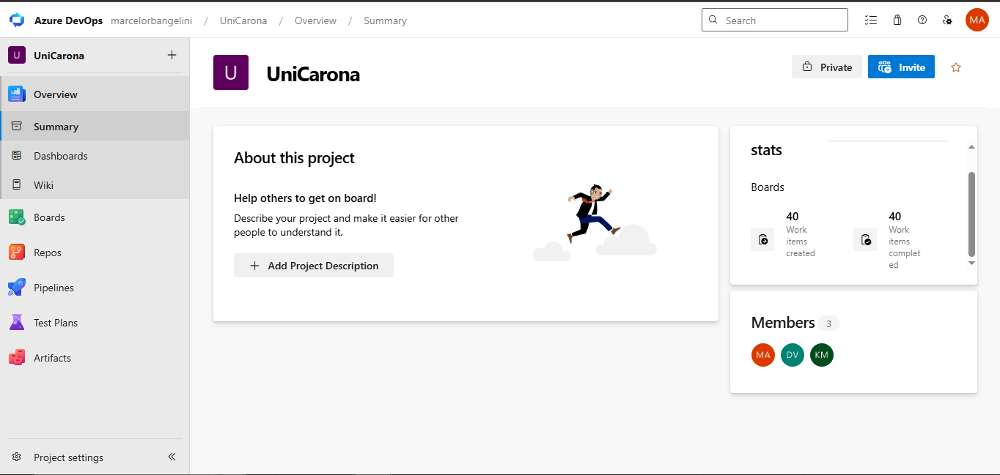 Azure DevOps marcelorbangelini / UniCarona / Overview / Summary
Search
MA
U UniCarona
Overview
Summary
Dashboards
Wiki
Boards
Repos
Pipelines
Test Plans
Artifacts
Project settings
U UniCarona
Private
Invite
About this project
Help others to get on board!
Describe your project and make it easier for other
people to understand it.
Add Project Description
stats
Boards
40
Work
items
created
40
Work
items
complet
ed
Members 3
MA DV KM